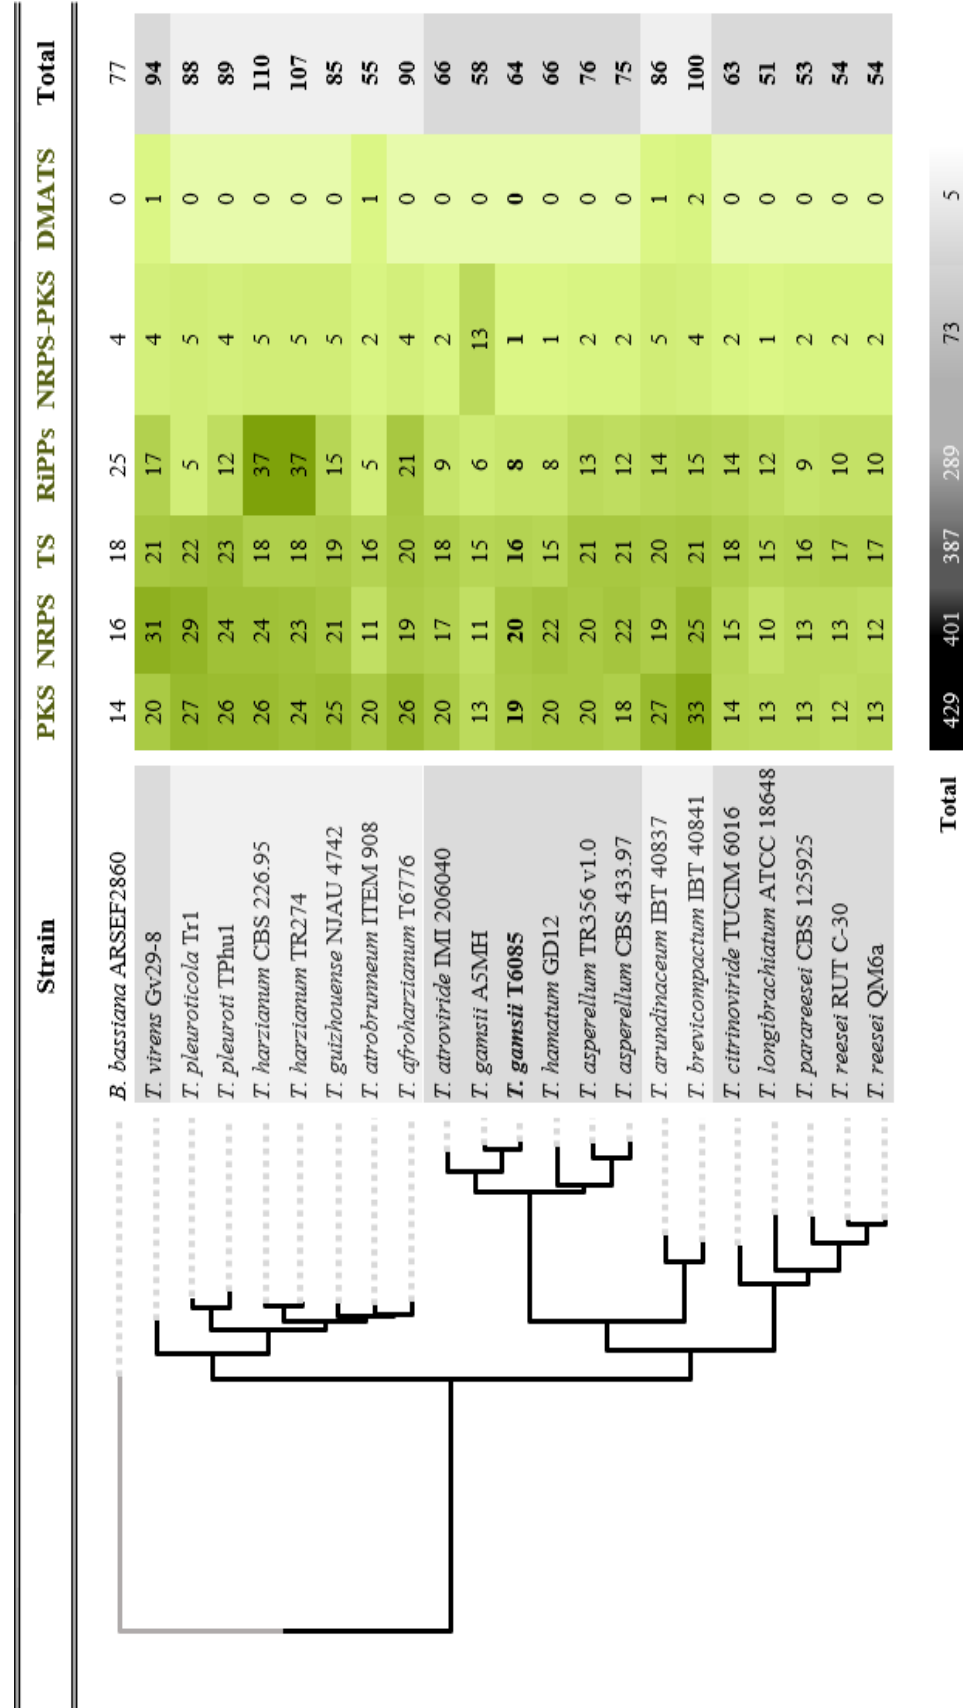 Strain PKS NRPS TS RiPPs NRPS-PKS DMATS Total
B. bassiana ARSEF2860 14 16 18 25 4 0 77
T. virens Gv29-8 20 31 21 17 4 1 94
T. pleuroticola Tr1 27 29 22 5 5 0 88
T. pleuroti TPhu1 26 24 23 12 4 0 89
T. harzianum CBS 226.95 26 24 18 37 5 0 110
T. harzianum TR274 24 23 18 37 5 0 107
T. guizhouense NJAU 4742 25 21 19 15 5 0 85
T. atrobrunneum ITEM 908 20 11 16 5 2 1 55
T. afroharzianum T6776 26 19 20 21 4 0 90
T. atroviride IMI 206040 20 17 18 9 2 0 66
T. gamsii A5MH 13 11 15 6 13 0 58
T. gamsii T6085 19 20 16 8 1 0 64
T. hamatum GD12 20 22 15 8 1 0 66
T. asperellum TR356 v1.0 20 20 21 13 2 0 76
T. asperellum CBS 433.97 18 22 21 12 2 0 75
T. arundinaceum IBT 40837 27 19 20 14 5 1 86
T. brevicompactum IBT 40841 33 25 21 15 4 2 100
T. citrinoviride TUCIM 6016 14 15 18 14 2 0 63
T. longibrachiatum ATCC 18648 13 10 15 12 1 0 51
T. parareesei CBS 125925 13 13 16 9 2 0 53
T. reesei RUT C-30 12 13 17 10 2 0 54
T. reesei QM6a 13 12 17 10 2 0 54
Total 429 401 387 289 73 5